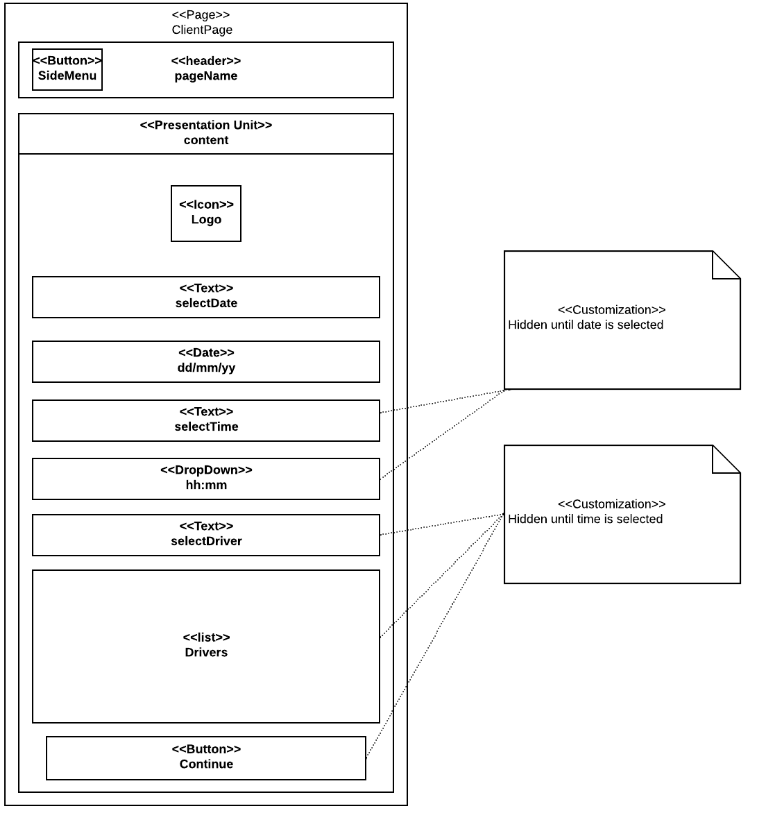 <<Page>>
ClientPage
<<Button>>
SideMenu
<<header>>
pageName
<<Presentation Unit>>
content
<<Icon>>
Logo
<<Text>>
selectDate
<<Date>>
dd/mm/yy
<<Text>>
selectTime
<<DropDown>>
hh:mm
<<Text>>
selectDriver
<<list>>
Drivers
<<Button>>
Continue
<<Customization>>
Hidden until date is selected
<<Customization>>
Hidden until time is selected